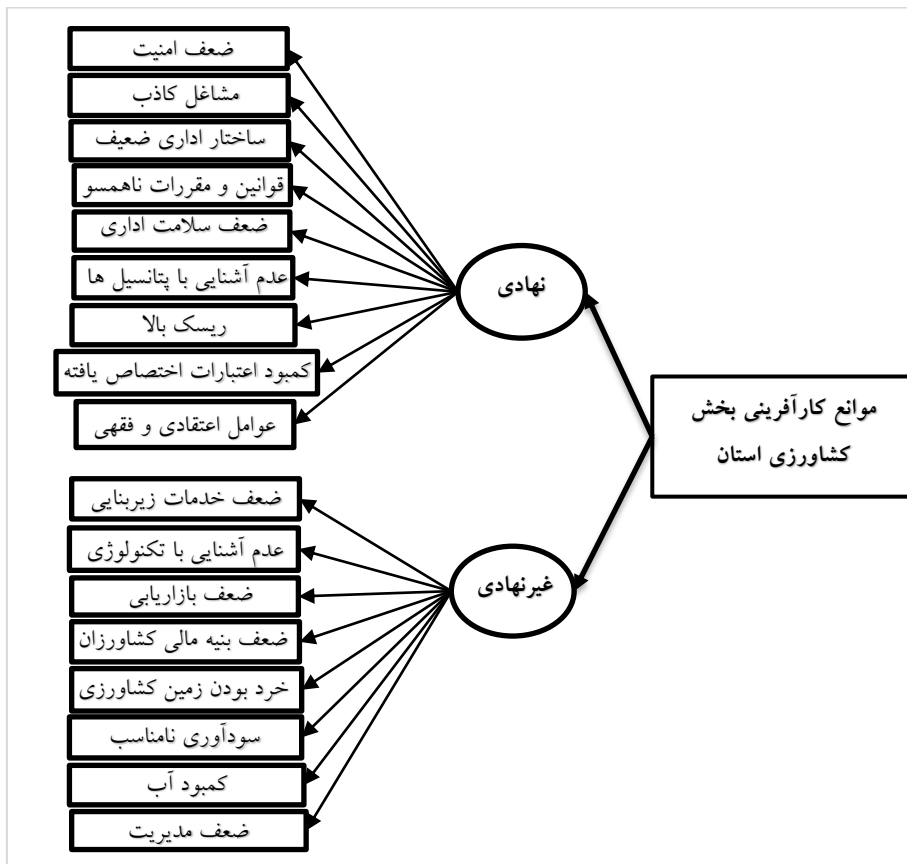 موانع کارآفرینی بخش
کشاورزی استان
نهادی
ضعف امنیت
مشاغل کاذب
ساختار اداری ضعیف
قوانین و مقررات ناهمسو
ضعف سلامت اداری
عدم آشنایی با پتانسیل ها
ریسک بالا
کمبود اعتبارات اختصاص یافته
عوامل اعتقادی و فقهی
غیرنهادی
ضعف خدمات زیربنایی
عدم آشنایی با تکنولوژی
ضعف بازاریابی
ضعف بنیه مالی کشاورزان
خرد بودن زمین کشاورزی
سودآوری نامناسب
کمبود آب
ضعف مدیریت